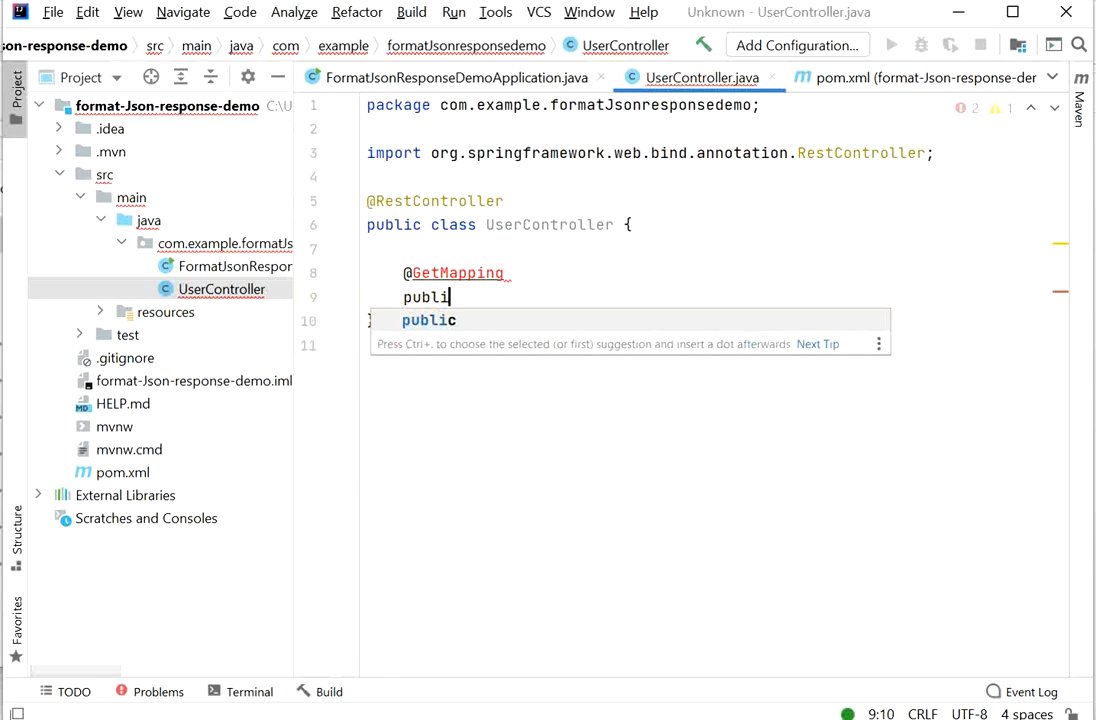 File Edit View Navigate Code Analyze Refactor Build Run Tools VCS Window Help Unknown - UserController.java
son-response-demo src main java com example formatJsonresponsedemo UserController Add Configuration...
Project FormatJsonResponseDemoApplication.java UserController.java pom.xml (format-Json-response-der
Project
Maven
format-Json-response-demo C:\U
.idea
.mvn
src
main
java
com.example.formatJs
FormatJsonRespor
UserController
resources
test
.gitignore
format-Json-response-demo.iml
HELP.md
mvnw
mvnw.cmd
pom.xml
External Libraries
Scratches and Consoles
Structure
Favorites
1 package com.example.formatJsonresponsedemo; 2 1
2
3 import org.springframework.web.bind.annotation.RestController;
4
5 @RestController
6 public class UserController {
7
8 @GetMapping
9 publi
10 }
public
11
Press Ctrl+. to choose the selected (or first) suggestion and insert a dot afterwards Next Tip
TODO Problems Terminal Build Event Log
9:10 CRLF UTF-8 4 spaces